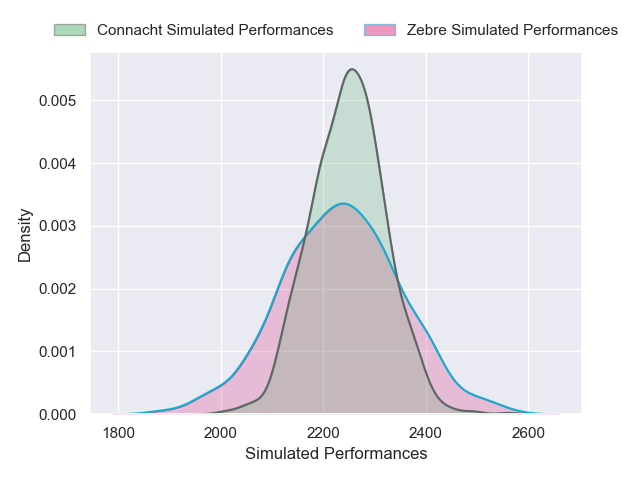 Connacht Simulated Performances Zebre Simulated Performances
0.005
0.004
0.003
0.002
0.001
0.000
Density
1800 2000 2200 2400 2600
Simulated Performances